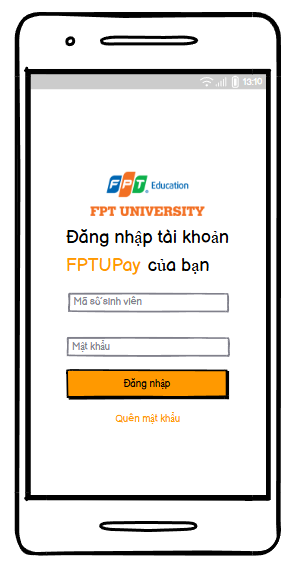 13:10
FPT Education
FPT UNIVERSITY
Đăng nhập tài khoản
FPTUPay của bạn
Mã số sinh viên
Mật khẩu
Đăng nhập
Quên mật khẩu